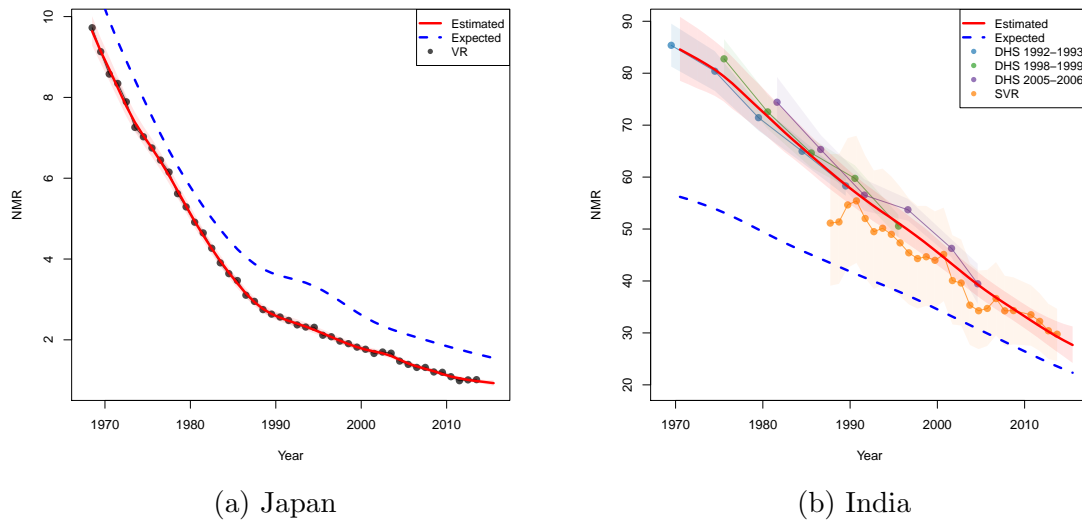 Estimated
Expected
VR
NMR
10
8
6
4
2
1970 1980 1990 2000 2010
Year
(a) Japan
Estimated
Expected
DHS 1992−1993
DHS 1998−1999
DHS 2005−2006
SVR
NMR
90
80
70
60
50
40
30
20
1970 1980 1990 2000 2010
Year
(b) India